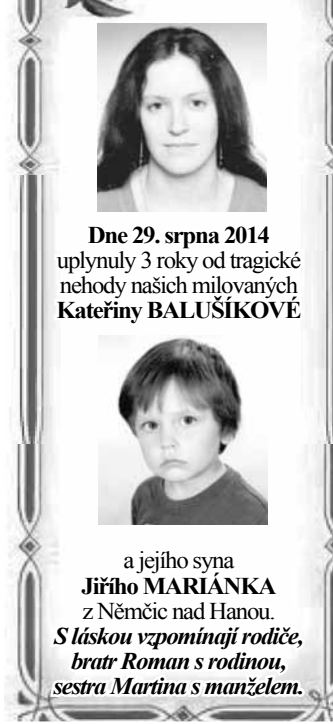 Dne 29. srpna 2014
uplynuly 3 roky od tragické
nehody našich milovaných
Kateřiny BALUŠÍKOVÉ
a jejího syna
Jiřího MARIÁNKA
z Němčic nad Hanou.
S láskou vzpomínají rodiče,
bratr Roman s rodinou,
sestra Martina s manželem.